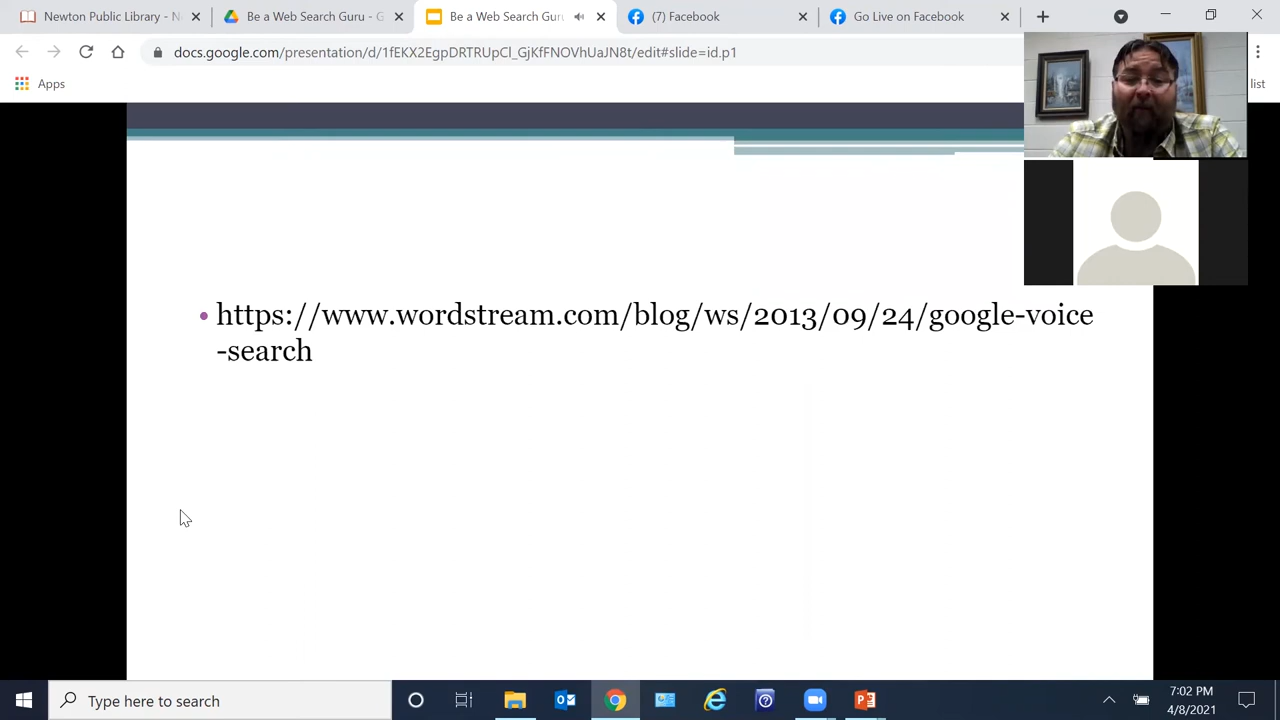 Newton Public Library - N
Be a Web Search Guru - G
Be a Web Search Guru
(7) Facebook
Go Live on Facebook
docs.google.com/presentation/d/1fEKX2EgpDRTRUpCl_GjKfFNOVhUaJN8t/edit#slide=id.p1
Apps
list
• https://www.wordstream.com/blog/ws/2013/09/24/google-voice
-search
Type here to search
7:02 PM
4/8/2021